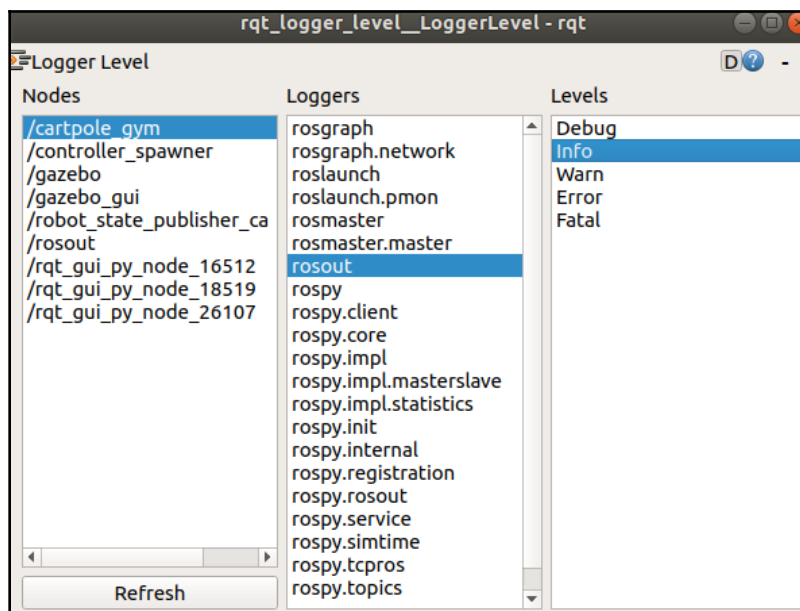 rqt_logger_level__LoggerLevel - rqt
Logger Level
D
?
-
Nodes
/cartpole_gym
/controller_spawner
/gazebo
/gazebo_gui
/robot_state_publisher_ca
/rosout
/rqt_gui_py_node_16512
/rqt_gui_py_node_18519
/rqt_gui_py_node_26107
Refresh
Loggers
rosgraph
rosgraph.network
roslaunch
roslaunch.pmon
rosmaster
rosmaster.master
rosout
rospy
rospy.client
rospy.core
rospy.impl
rospy.impl.masterslave
rospy.impl.statistics
rospy.init
rospy.internal
rospy.registration
rospy.rosout
rospy.service
rospy.simtime
rospy.tcpros
rospy.topics
Levels
Debug
Info
Warn
Error
Fatal